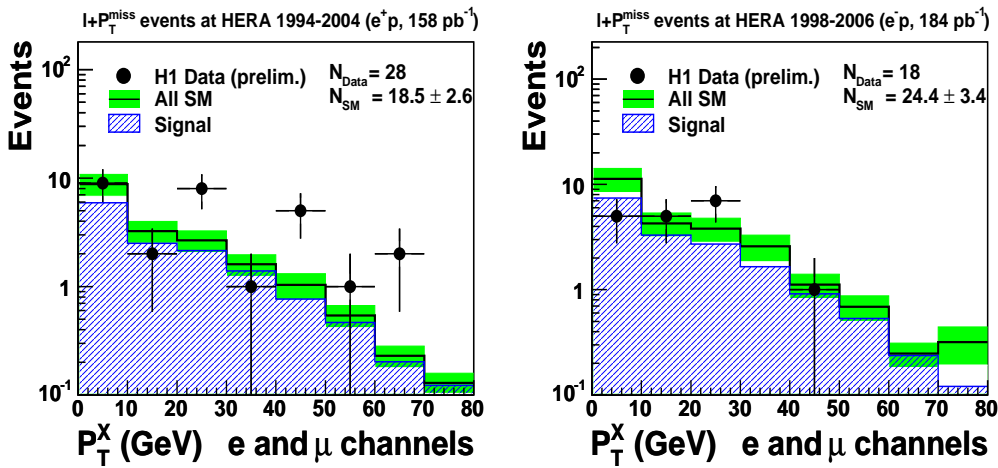 l+P_T^miss events at HERA 1994-2004 (e⁺p, 158 pb⁻¹)
Events
H1 Data (prelim.)
All SM
Signal
N_Data = 28
N_SM = 18.5 ± 2.6
10²
10
1
10⁻¹
0 10 20 30 40 50 60 70 80
P_T^X (GeV) e and μ channels
l+P_T^miss events at HERA 1998-2006 (e⁻p, 184 pb⁻¹)
Events
H1 Data (prelim.)
All SM
Signal
N_Data = 18
N_SM = 24.4 ± 3.4
10²
10
1
10⁻¹
0 10 20 30 40 50 60 70 80
P_T^X (GeV) e and μ channels